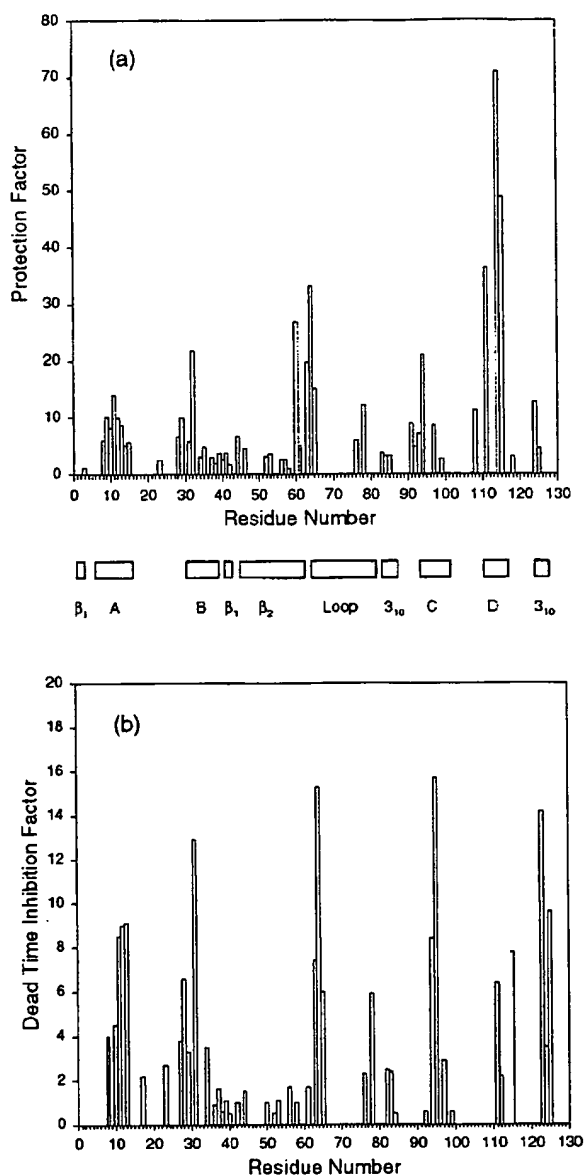 (a)
Protection Factor
80
70
60
50
40
30
20
10
0
0 10 20 30 40 50 60 70 80 90 100 110 120 130
Residue Number
β₁ A B β₁ β₂ Loop 3₁₀ C D 3₁₀
(b)
Dead Time Inhibition Factor
20
18
16
14
12
10
8
6
4
2
0
0 10 20 30 40 50 60 70 80 90 100 110 120 130
Residue Number